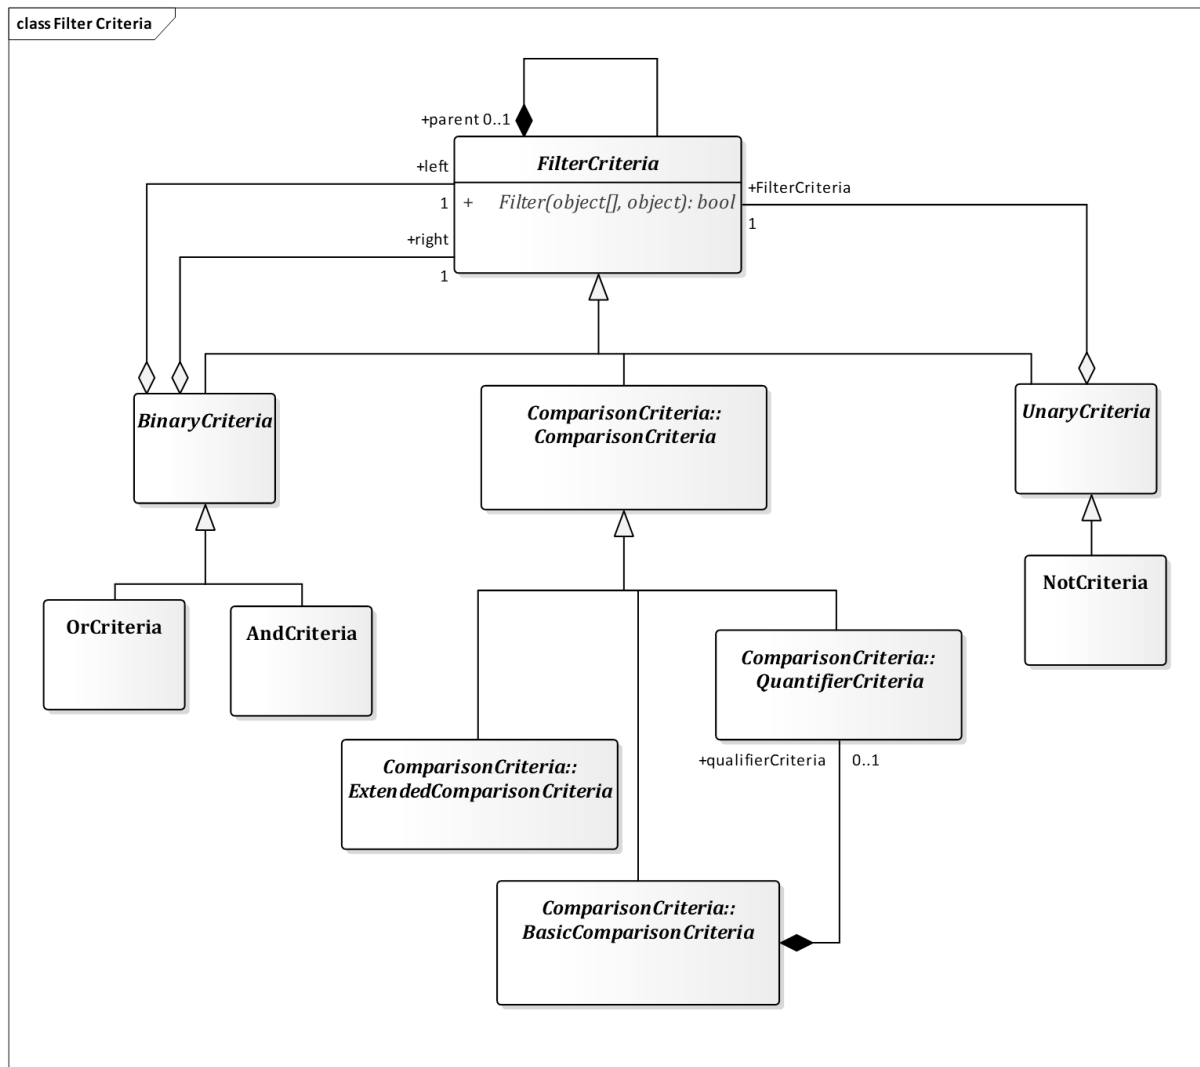 class Filter Criteria
+parent 0..1
+left
FilterCriteria
1
+ Filter(object[], object): bool
+FilterCriteria
1
+right
1
BinaryCriteria
ComparisonCriteria::
ComparisonCriteria
UnaryCriteria
OrCriteria
AndCriteria
NotCriteria
ComparisonCriteria::
QuantifierCriteria
+qualifierCriteria 0..1
ComparisonCriteria::
ExtendedComparisonCriteria
ComparisonCriteria::
BasicComparisonCriteria